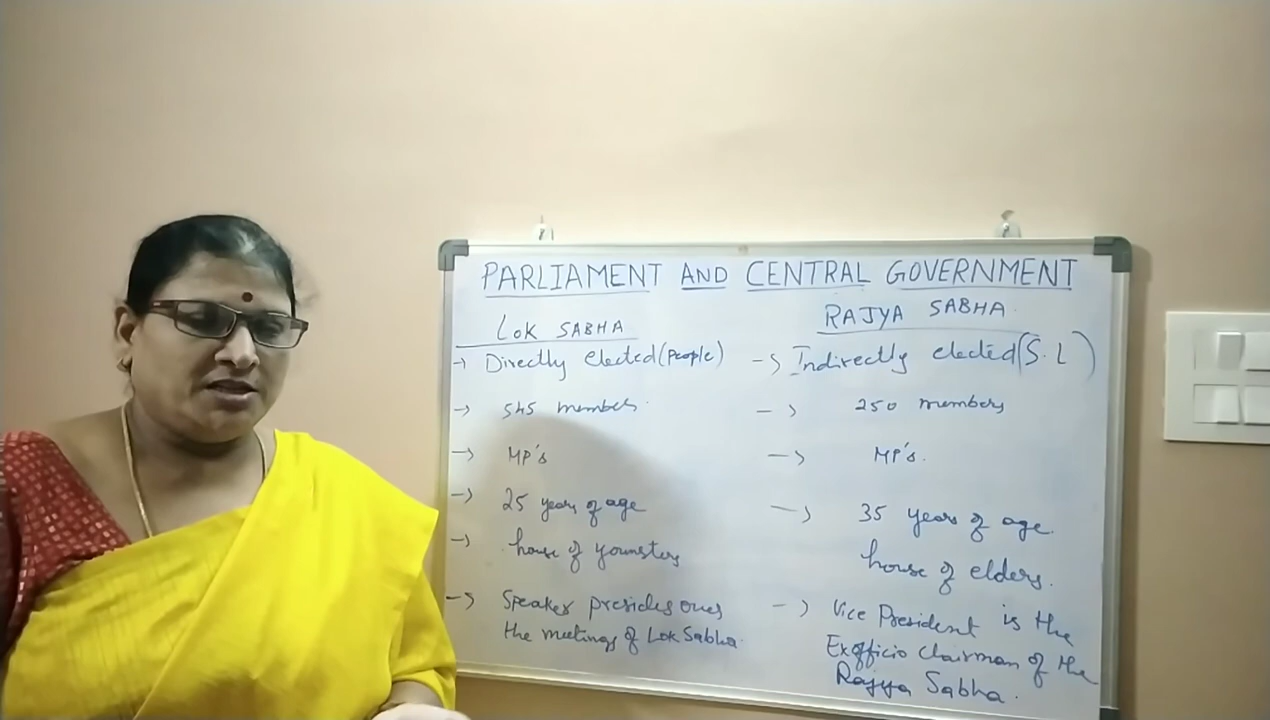 PARLIAMENT AND CENTRAL GOVERNMENT
LOK SABHA
→ Directly elected (people)
→ 545 members
→ MP's
→ 25 years of age
→ house of youngsters
→ Speaker presides over
the meetings of Lok Sabha.
RAJYA SABHA
→ Indirectly elected (S.L)
→ 250 members
→ MP's.
→ 35 years of age.
house of elders.
→ Vice President is the
Exofficio Chairman of the
Rajya Sabha.